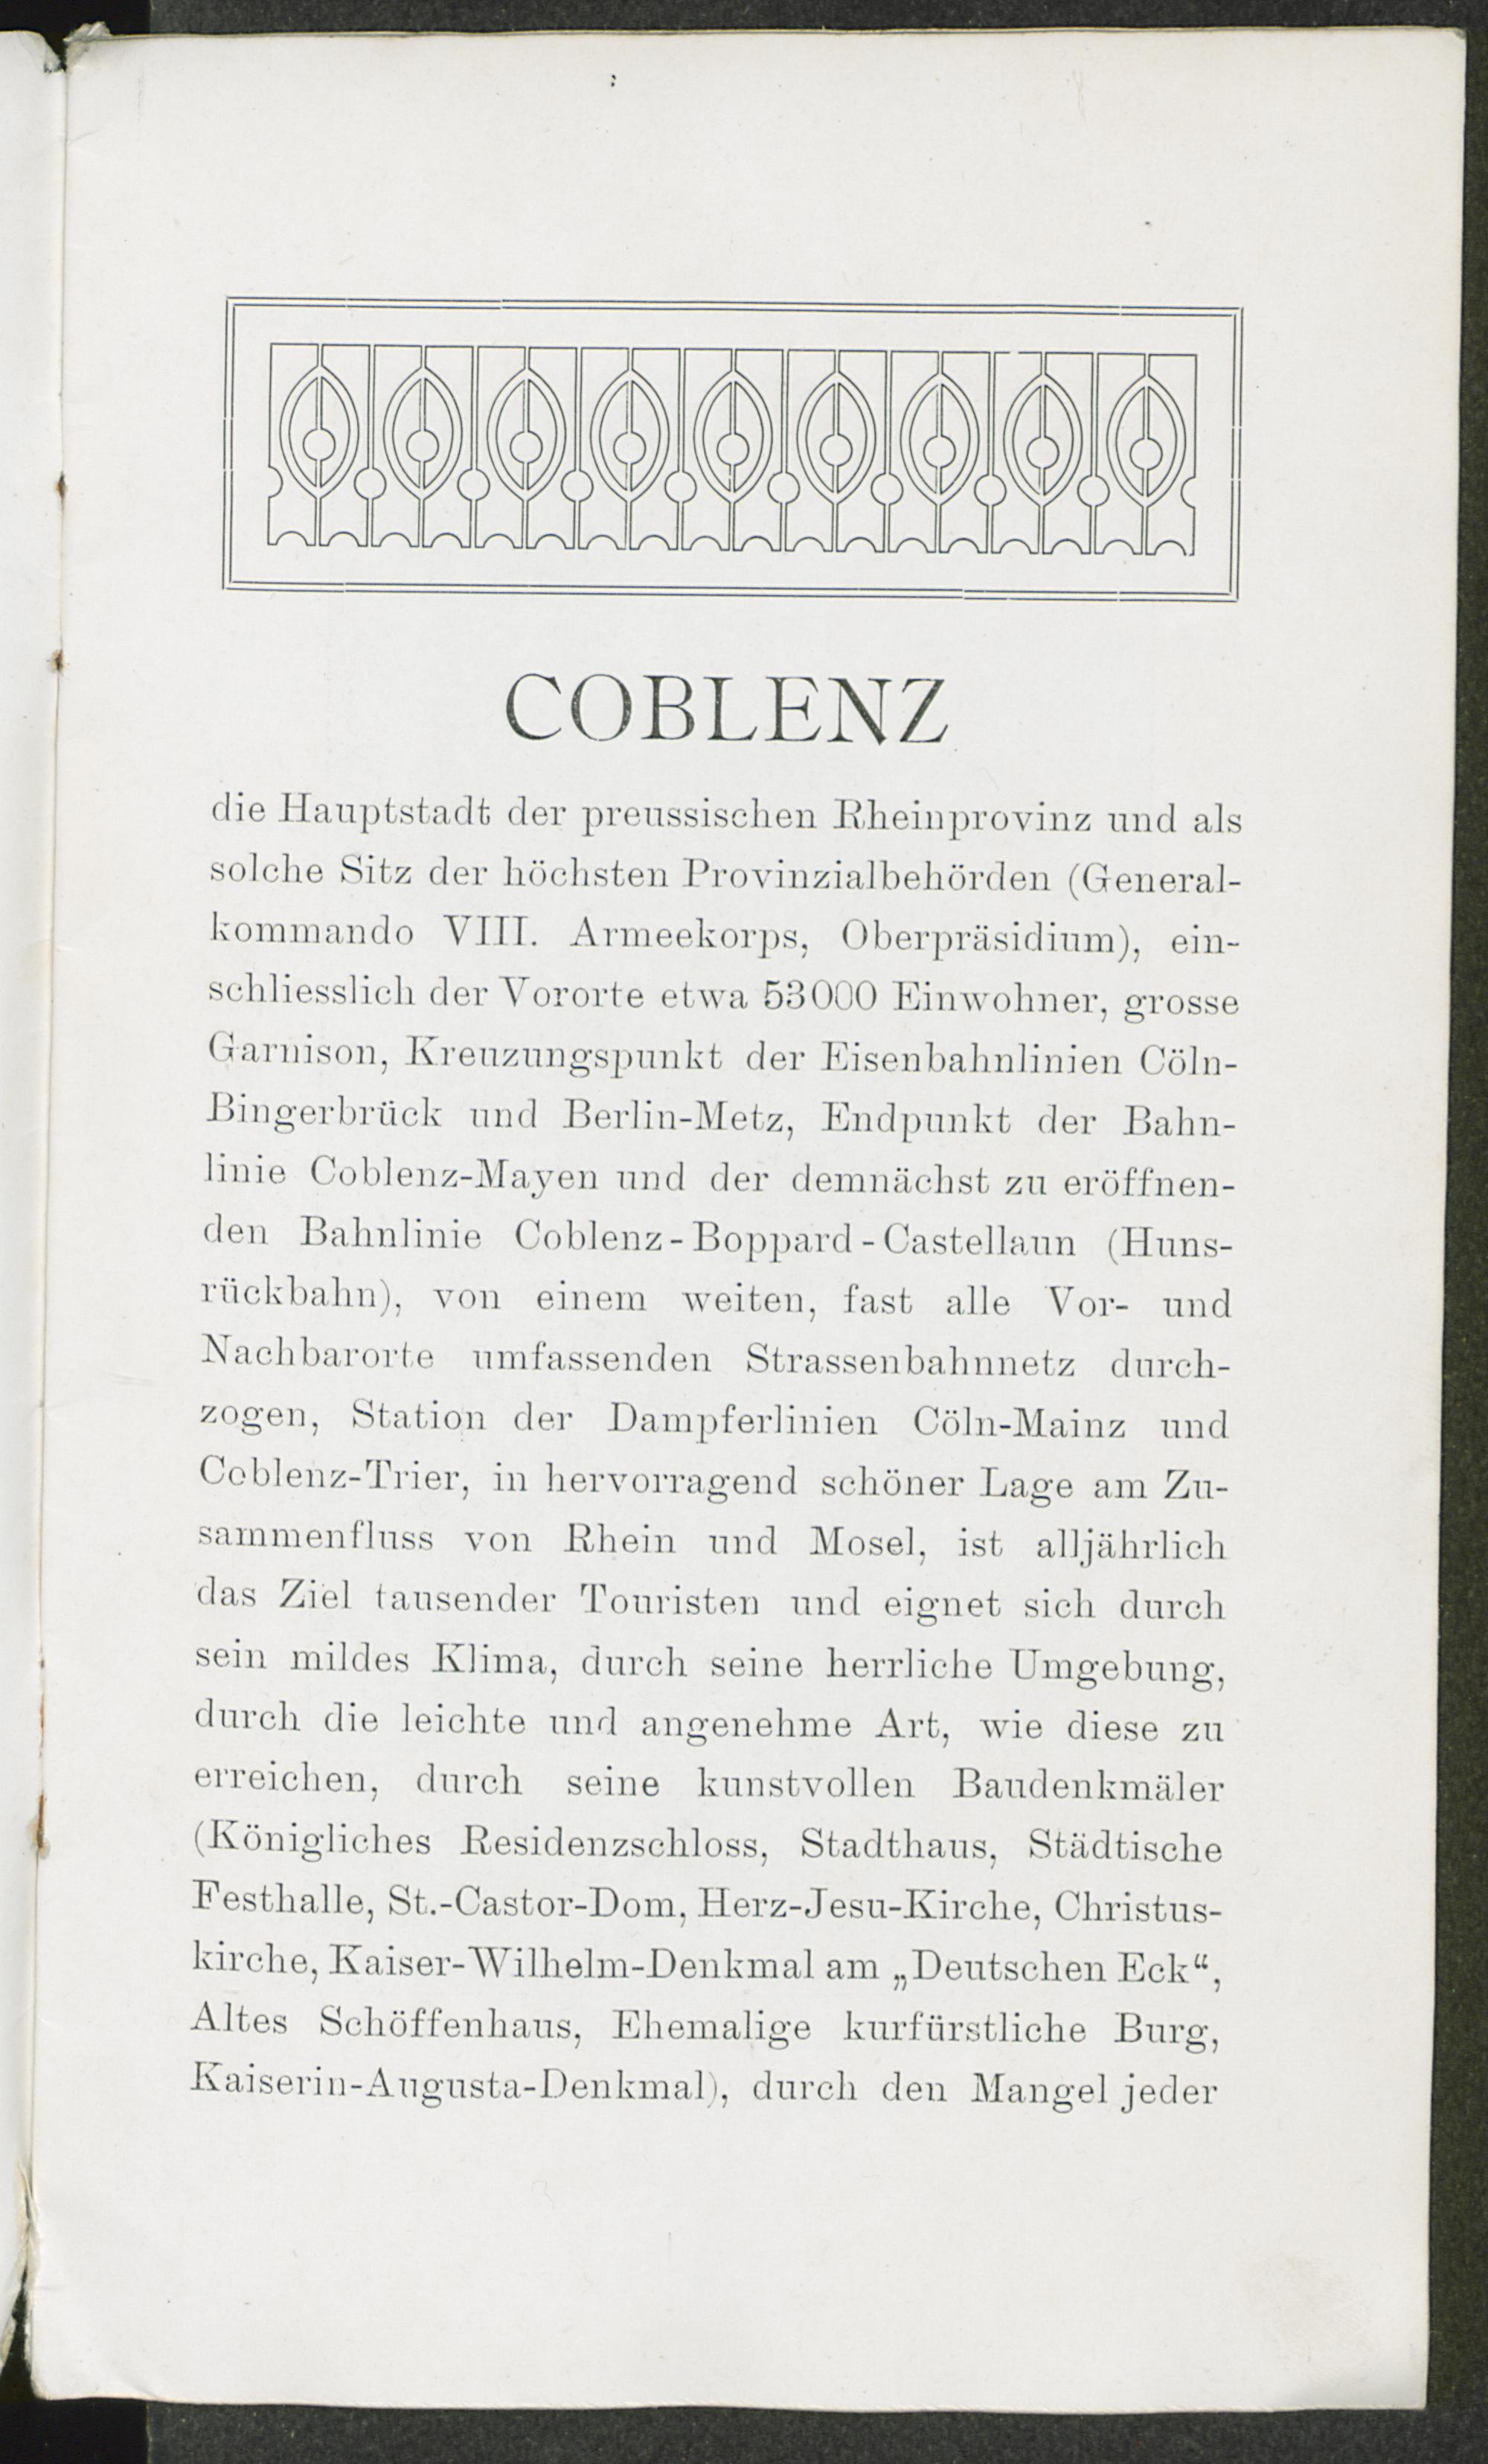 COBLENZ
die Hauptstadt der preussischen Rheinprovinz und als
solche Sitz der höchsten Provinzialbehörden (General-
kommando VIII. Armeekorps, Oberpräsidium), ein-
schliesslich der Vororte etwa 53000 Einwohner, grosse
Garnison, Kreuzungspunkt der Eisenbahnlinien Cöln-
Bingerbrück und Berlin-Metz, Endpunkt der Bahn-
linie Coblenz-Mayen und der demnächst zu eröffnen-
den Bahnlinie Coblenz-Boppard-Castellaun (Huns-
rückbahn), von einem weiten, fast alle Vor- und
Nachbarorte umfassenden Strassenbahnnetz durch-
zogen, Station der Dampferlinien Cöln-Mainz und
Coblenz-Trier, in hervorragend schöner Lage am Zu-
sammenfluss von Rhein und Mosel, ist alljährlich
das Ziel tausender Touristen und eignet sich durch
sein mildes Klima, durch seine herrliche Umgebung,
durch die leichte und angenehme Art, wie diese zu
erreichen, durch seine kunstvollen Baudenkmäler
(Königliches Residenzschloss, Stadthaus, Städtische
Festhalle, St.-Castor-Dom, Herz-Jesu-Kirche, Christus-
kirche, Kaiser-Wilhelm-Denkmal am „Deutschen Eck“,
Altes Schöffenhaus, Ehemalige kurfürstliche Burg,
Kaiserin-Augusta-Denkmal), durch den Mangel jeder